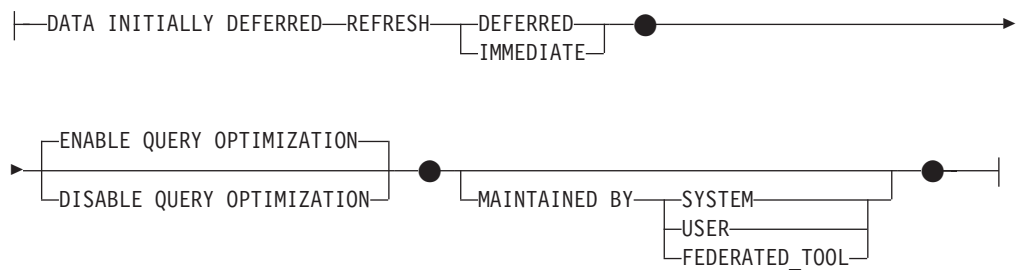 DATA INITIALLY DEFERRED REFRESH DEFERRED
IMMEDIATE
ENABLE QUERY OPTIMIZATION
DISABLE QUERY OPTIMIZATION MAINTAINED BY SYSTEM
USER
FEDERATED_TOOL